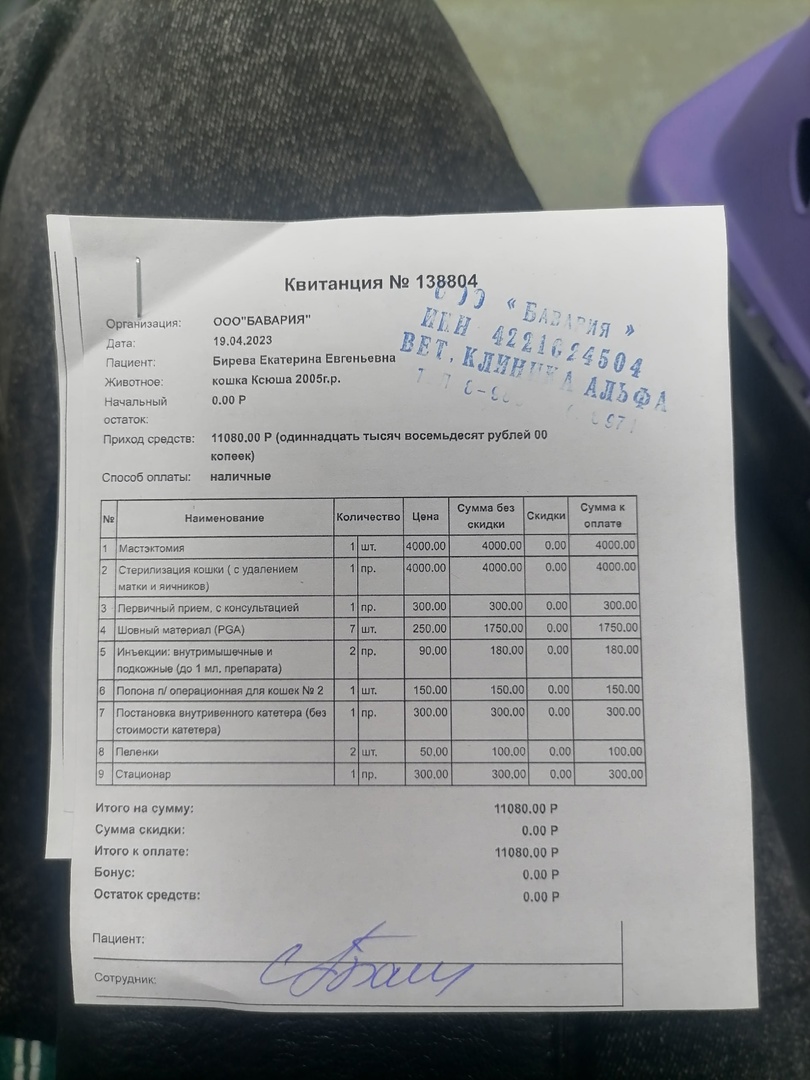 Квитанция № 138804
ООО « БАВАРИЯ »
ИНН 4221024504
ВЕТ. КЛИНИКА АЛЬФА
Организация: ООО"БАВАРИЯ"
Дата: 19.04.2023
Пациент: Бирева Екатерина Евгеньевна
Животное: кошка Ксюша 2005г.р.
Начальный 0.00 Р
остаток:
Приход средств: 11080.00 Р (одиннадцать тысяч восемьдесят рублей 00
копеек)
Способ оплаты: наличные
№ Наименование Количество Цена Сумма без скидки Скидки Сумма к оплате
1 Мастэктомия 1 шт. 4000.00 4000.00 0.00 4000.00
2 Стерилизация кошки ( с удалением 1 пр. 4000.00 4000.00 0.00 4000.00
матки и яичников)
3 Первичный прием, с консультацией 1 пр. 300.00 300.00 0.00 300.00
4 Шовный материал (PGA) 7 шт. 250.00 1750.00 0.00 1750.00
5 Инъекции: внутримышечные и 2 пр. 90.00 180.00 0.00 180.00
подкожные (до 1 мл, препарата)
6 Попона п/ операционная для кошек № 2 1 шт. 150.00 150.00 0.00 150.00
7 Постановка внутривенного катетера (без 1 пр. 300.00 300.00 0.00 300.00
стоимости катетера)
8 Пеленки 2 шт. 50.00 100.00 0.00 100.00
9 Стационар 1 пр. 300.00 300.00 0.00 300.00
Итого на сумму: 11080.00 Р
Сумма скидки: 0.00 Р
Итого к оплате: 11080.00 Р
Бонус: 0.00 Р
Остаток средств: 0.00 Р
Пациент:
Сотрудник: